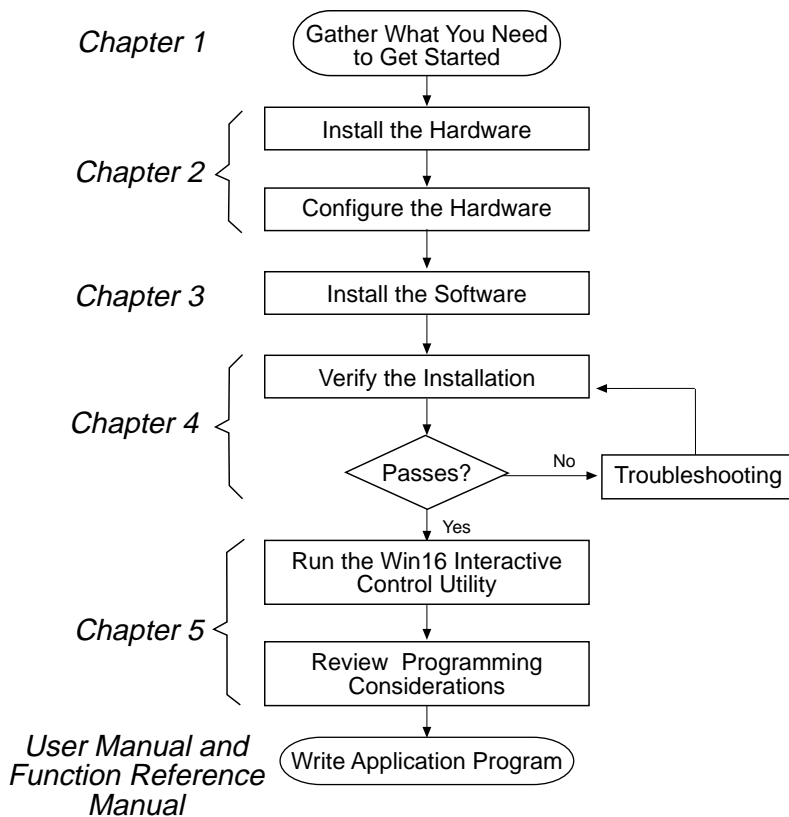 Chapter 1
Gather What You Need
to Get Started
Chapter 2
Install the Hardware
Configure the Hardware
Chapter 3
Install the Software
Chapter 4
Verify the Installation
Passes?
No
Troubleshooting
Yes
Chapter 5
Run the Win16 Interactive
Control Utility
Review Programming
Considerations
User Manual and
Function Reference
Manual
Write Application Program